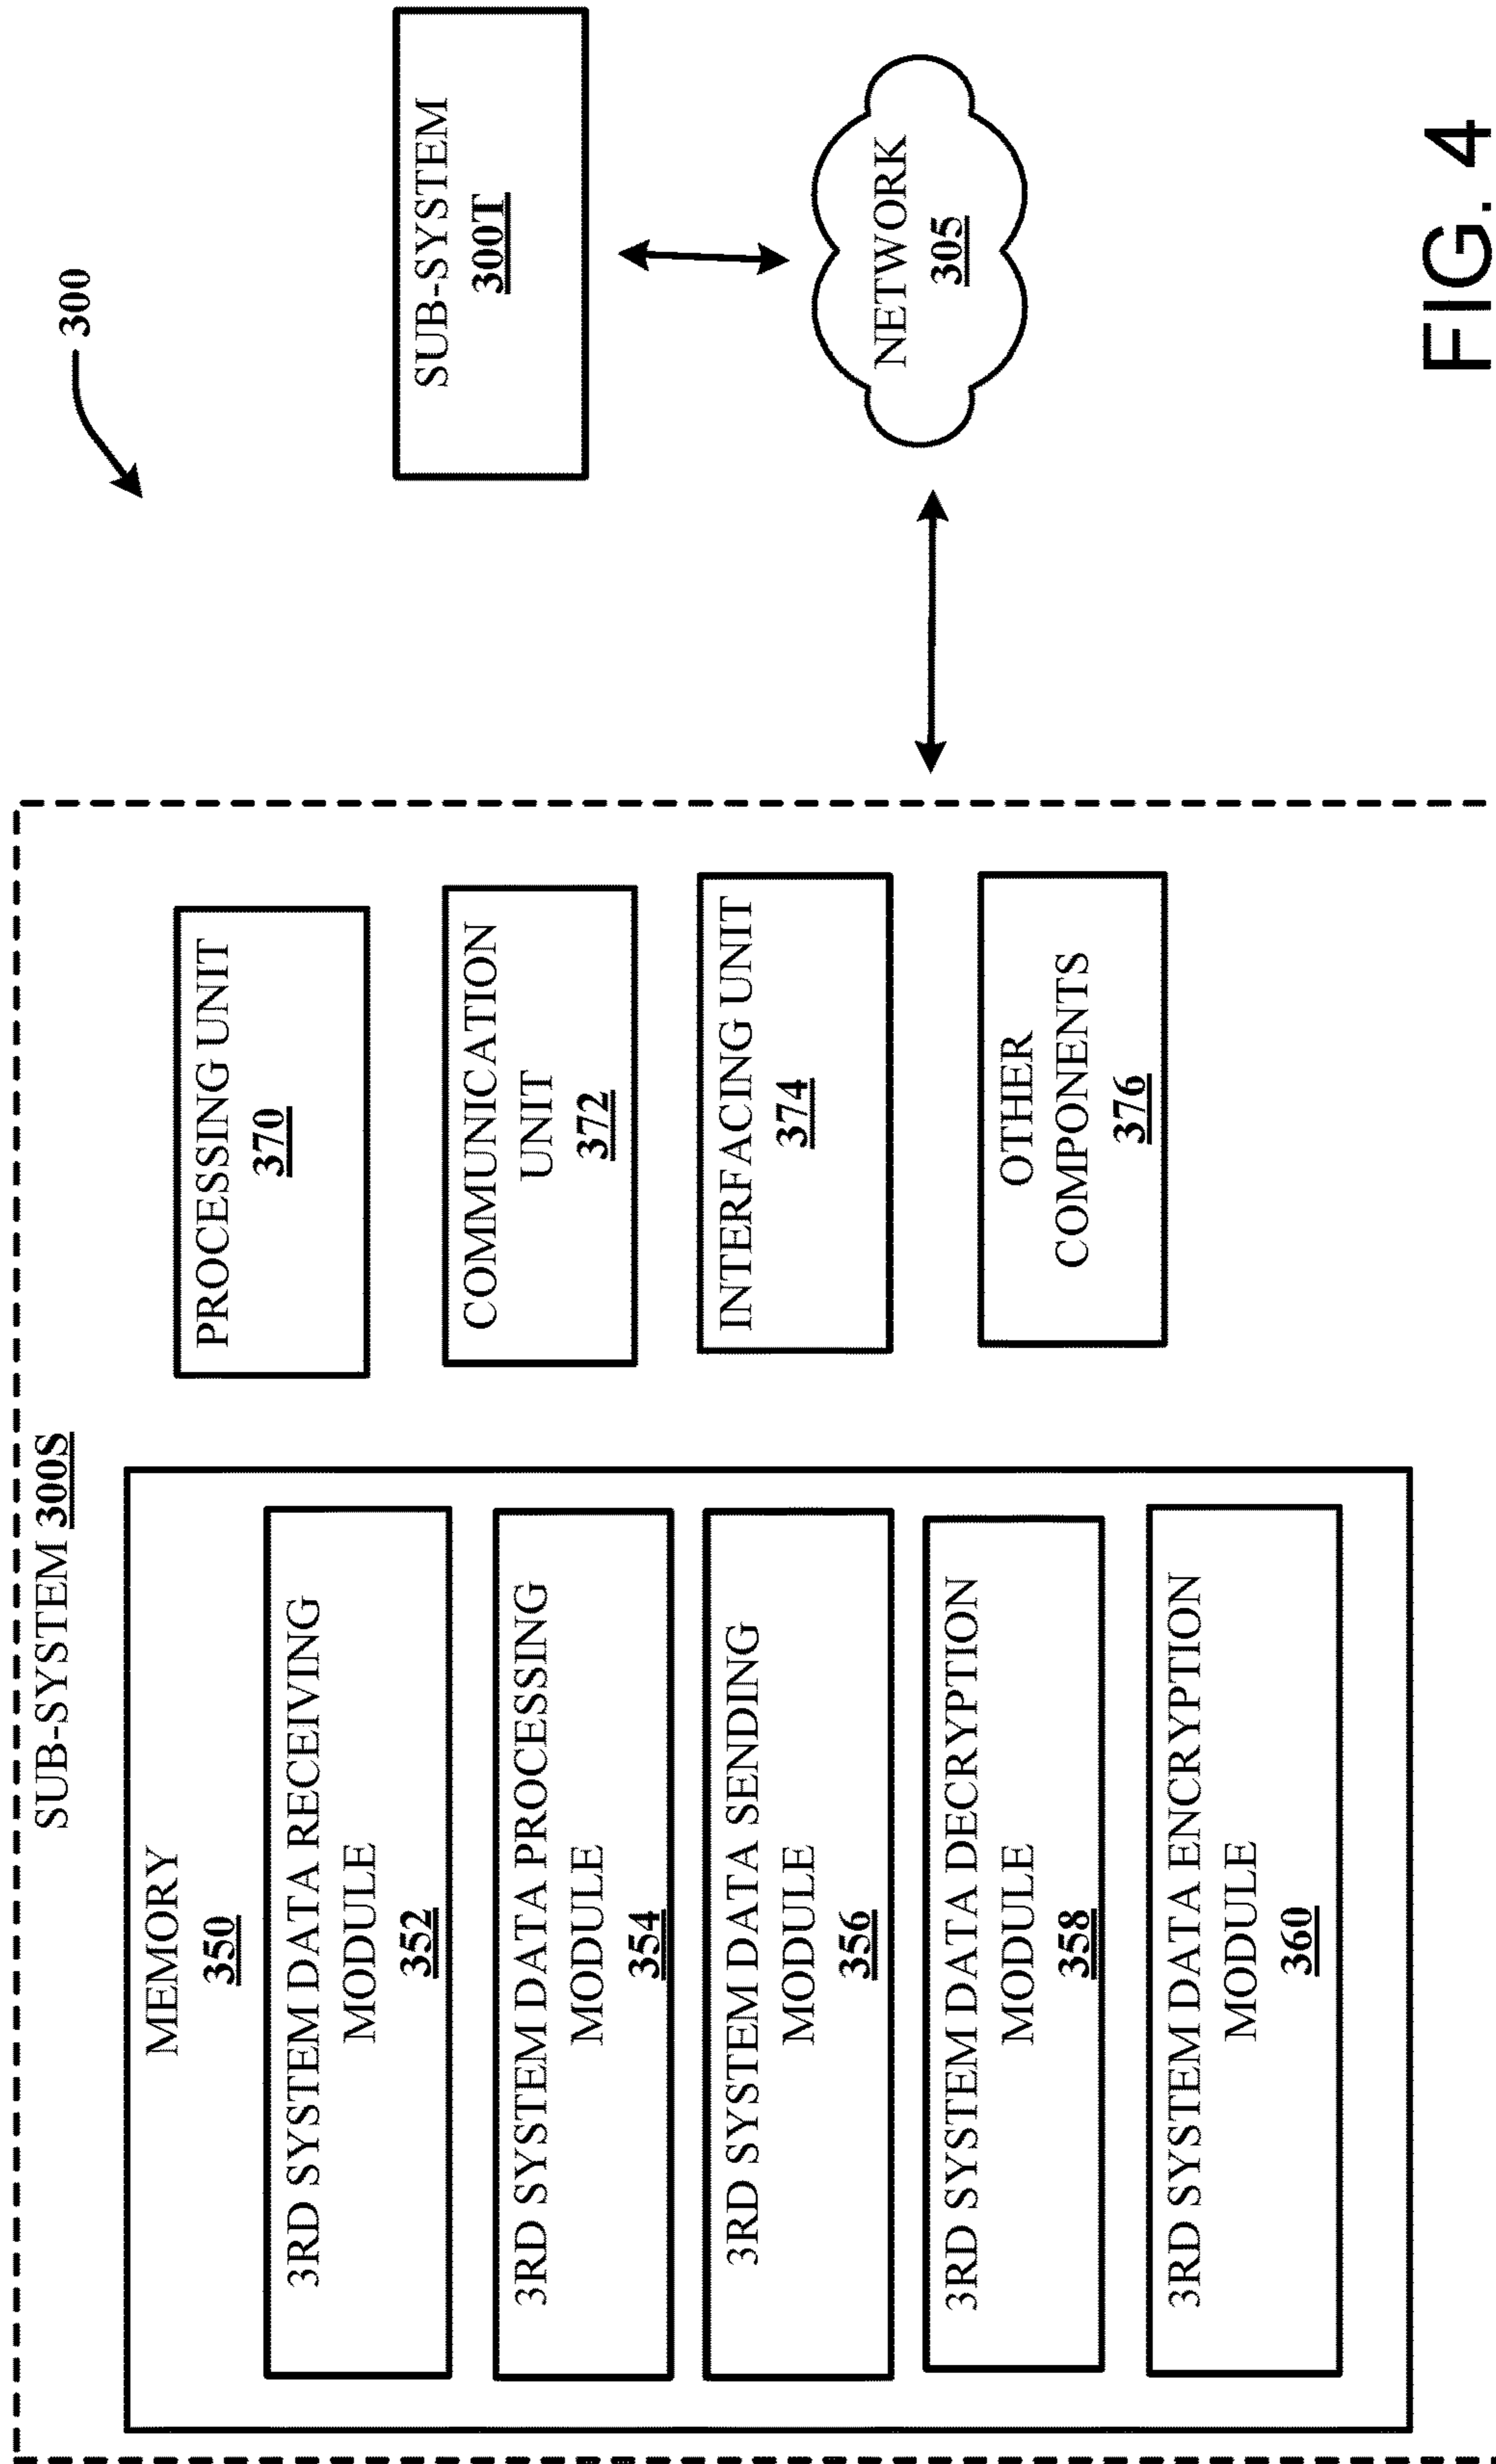 300
SUB-SYSTEM 300S
MEMORY
350
3RD SYSTEM DATA RECEIVING
MODULE
352
3RD SYSTEM DATA PROCESSING
MODULE
354
3RD SYSTEM DATA SENDING
MODULE
356
3RD SYSTEM DATA DECRYPTION
MODULE
358
3RD SYSTEM DATA ENCRYPTION
MODULE
360
PROCESSING UNIT
370
COMMUNICATION
UNIT
372
INTERFACING UNIT
374
OTHER
COMPONENTS
376
SUB-SYSTEM
300T
NETWORK
305
FIG. 4